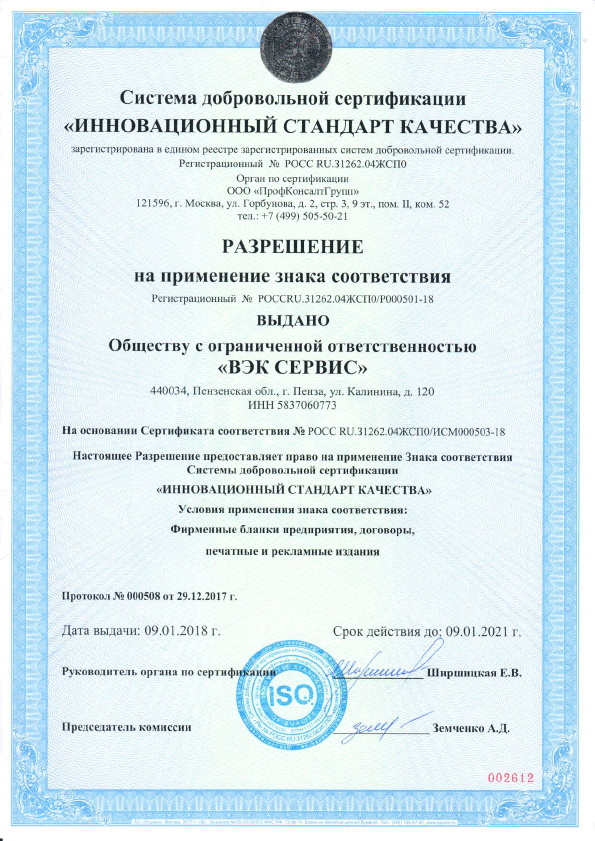 Система добровольной сертификации
«ИННОВАЦИОННЫЙ СТАНДАРТ КАЧЕСТВА»
зарегистрирована в едином реестре зарегистрированных систем добровольной сертификации.
Регистрационный № РОСС RU.31262.04ЖСП0
Орган по сертификации
ООО «ПрофКонсалтГрупп»
121596, г. Москва, ул. Горбунова, д. 2, стр. 3, 9 эт., пом. II, ком. 52
тел.: +7 (499) 505-50-21
РАЗРЕШЕНИЕ
на применение знака соответствия
Регистрационный № РОССRU.31262.04ЖСП0/Р000501-18
ВЫДАНО
Обществу с ограниченной ответственностью
«ВЭК СЕРВИС»
440034, Пензенская обл., г. Пенза, ул. Калинина, д. 120
ИНН 5837060773
На основании Сертификата соответствия № РОСС RU.31262.04ЖСП0/ИСМ000503-18
Настоящее Разрешение предоставляет право на применение Знака соответствия
Системы добровольной сертификации
«ИННОВАЦИОННЫЙ СТАНДАРТ КАЧЕСТВА»
Условия применения знака соответствия:
Фирменные бланки предприятия, договоры,
печатные и рекламные издания
Протокол № 000508 от 29.12.2017 г.
Дата выдачи: 09.01.2018 г. Срок действия до: 09.01.2021 г.
Руководитель органа по сертификации Ширшицкая Е.В.
ISO
Председатель комиссии Земченко А.Д.
002612